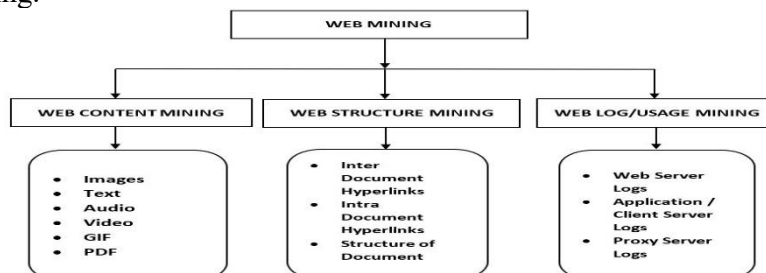 ng.
WEB MINING
WEB CONTENT MINING
WEB STRUCTURE MINING
WEB LOG/USAGE MINING
• Images
• Text
• Audio
• Video
• GIF
• PDF
• Inter
Document
Hyperlinks
• Intra
Document
Hyperlinks
• Structure of
Document
• Web Server
Logs
• Application /
Client Server
Logs
• Proxy Server
Logs